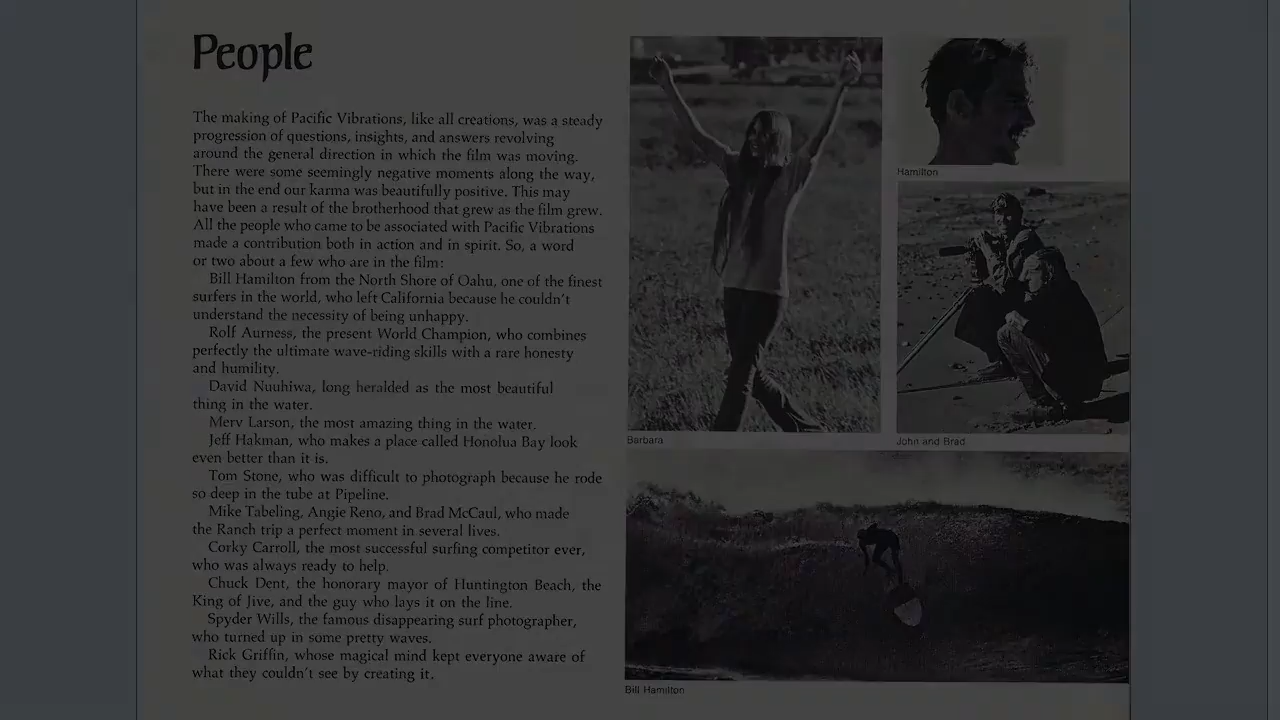 People
The making of Pacific Vibrations, like all creations, was a steady
progression of questions, insights, and answers revolving
around the general direction in which the film was moving.
There were some seemingly negative moments along the way,
but in the end our karma was beautifully positive. This may
have been a result of the brotherhood that grew as the film grew.
All the people who came to be associated with Pacific Vibrations
made a contribution both in action and in spirit. So, a word
or two about a few who are in the film:
Bill Hamilton from the North Shore of Oahu, one of the finest
surfers in the world, who left California because he couldn't
understand the necessity of being unhappy.
Rolf Aurness, the present World Champion, who combines
perfectly the ultimate wave-riding skills with a rare honesty
and humility.
David Nuuhiwa, long heralded as the most beautiful
thing in the water.
Merv Larson, the most amazing thing in the water.
Jeff Hakman, who makes a place called Honolua Bay look
even better than it is.
Tom Stone, who was difficult to photograph because he rode
so deep in the tube at Pipeline.
Mike Tabeling, Angie Reno, and Brad McCaul, who made
the Ranch trip a perfect moment in several lives.
Corky Carroll, the most successful surfing competitor ever,
who was always ready to help.
Chuck Dent, the honorary mayor of Huntington Beach, the
King of Jive, and the guy who lays it on the line.
Spyder Wills, the famous disappearing surf photographer,
who turned up in some pretty waves.
Rick Griffin, whose magical mind kept everyone aware of
what they couldn't see by creating it.
Hamilton
Barbara
John and Brad
Bill Hamilton